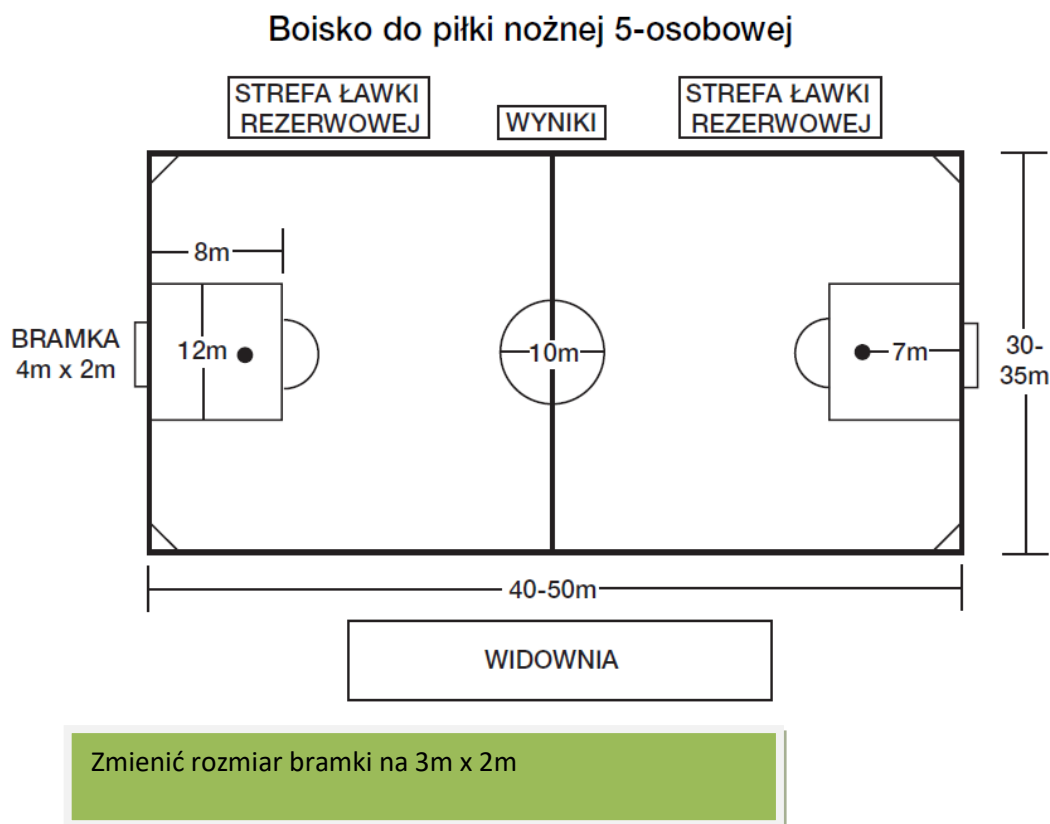 Boisko do piłki nożnej 5-osobowej
STREFA ŁAWKI
REZERWOWEJ
WYNIKI
STREFA ŁAWKI
REZERWOWEJ
8m
BRAMKA
4m x 2m
12m
10m
7m
30-
35m
40-50m
WIDOWNIA
Zmienić rozmiar bramki na 3m x 2m